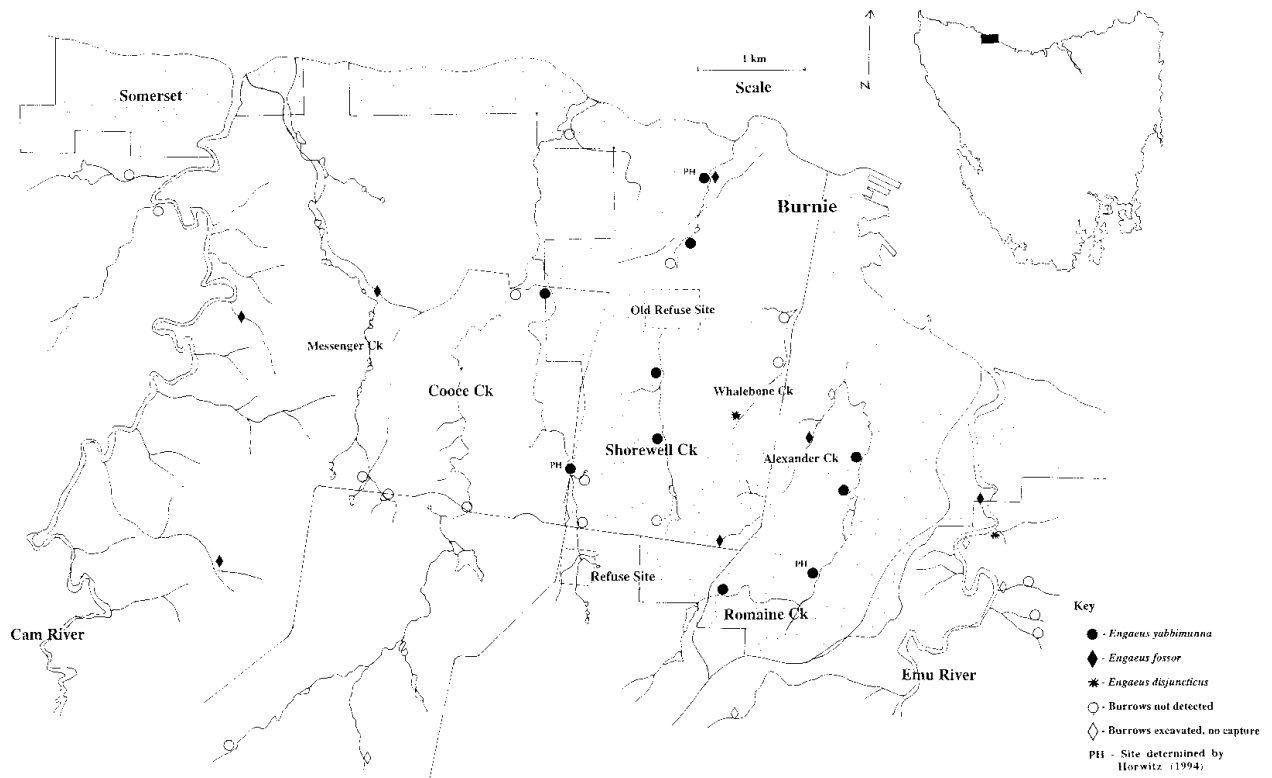 1 km
Scale
N
Somerset
PH
Burnie
Old Refuse Site
Messenger Ck
Cooee Ck
Whalebone Ck
Shorewell Ck
Alexander Ck
PH
PH
Refuse Site
Romaine Ck
Cam River
Emu River
Key
- Engaeus yabbimunna
- Engaeus fossor
- Engaeus disjuncticus
- Burrows not detected
- Burrows excavated, no capture
PH - Site determined by
Horwitz (1994)